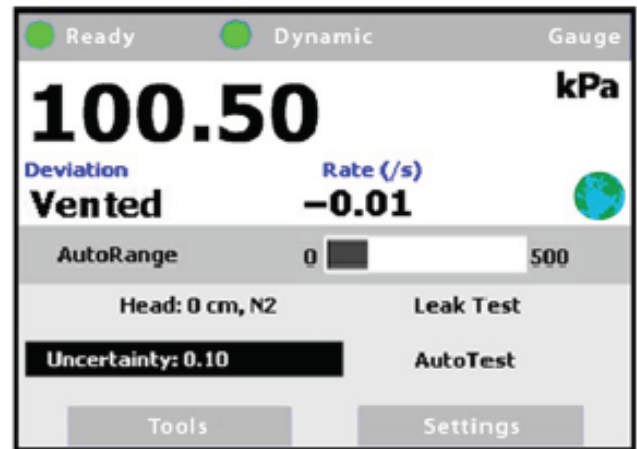 Ready Dynamic Gauge
100.50 kPa
Deviation Rate (/s)
Vented −0.01
AutoRange 0 500
Head: 0 cm, N2 Leak Test
Uncertainty: 0.10 AutoTest
Tools Settings